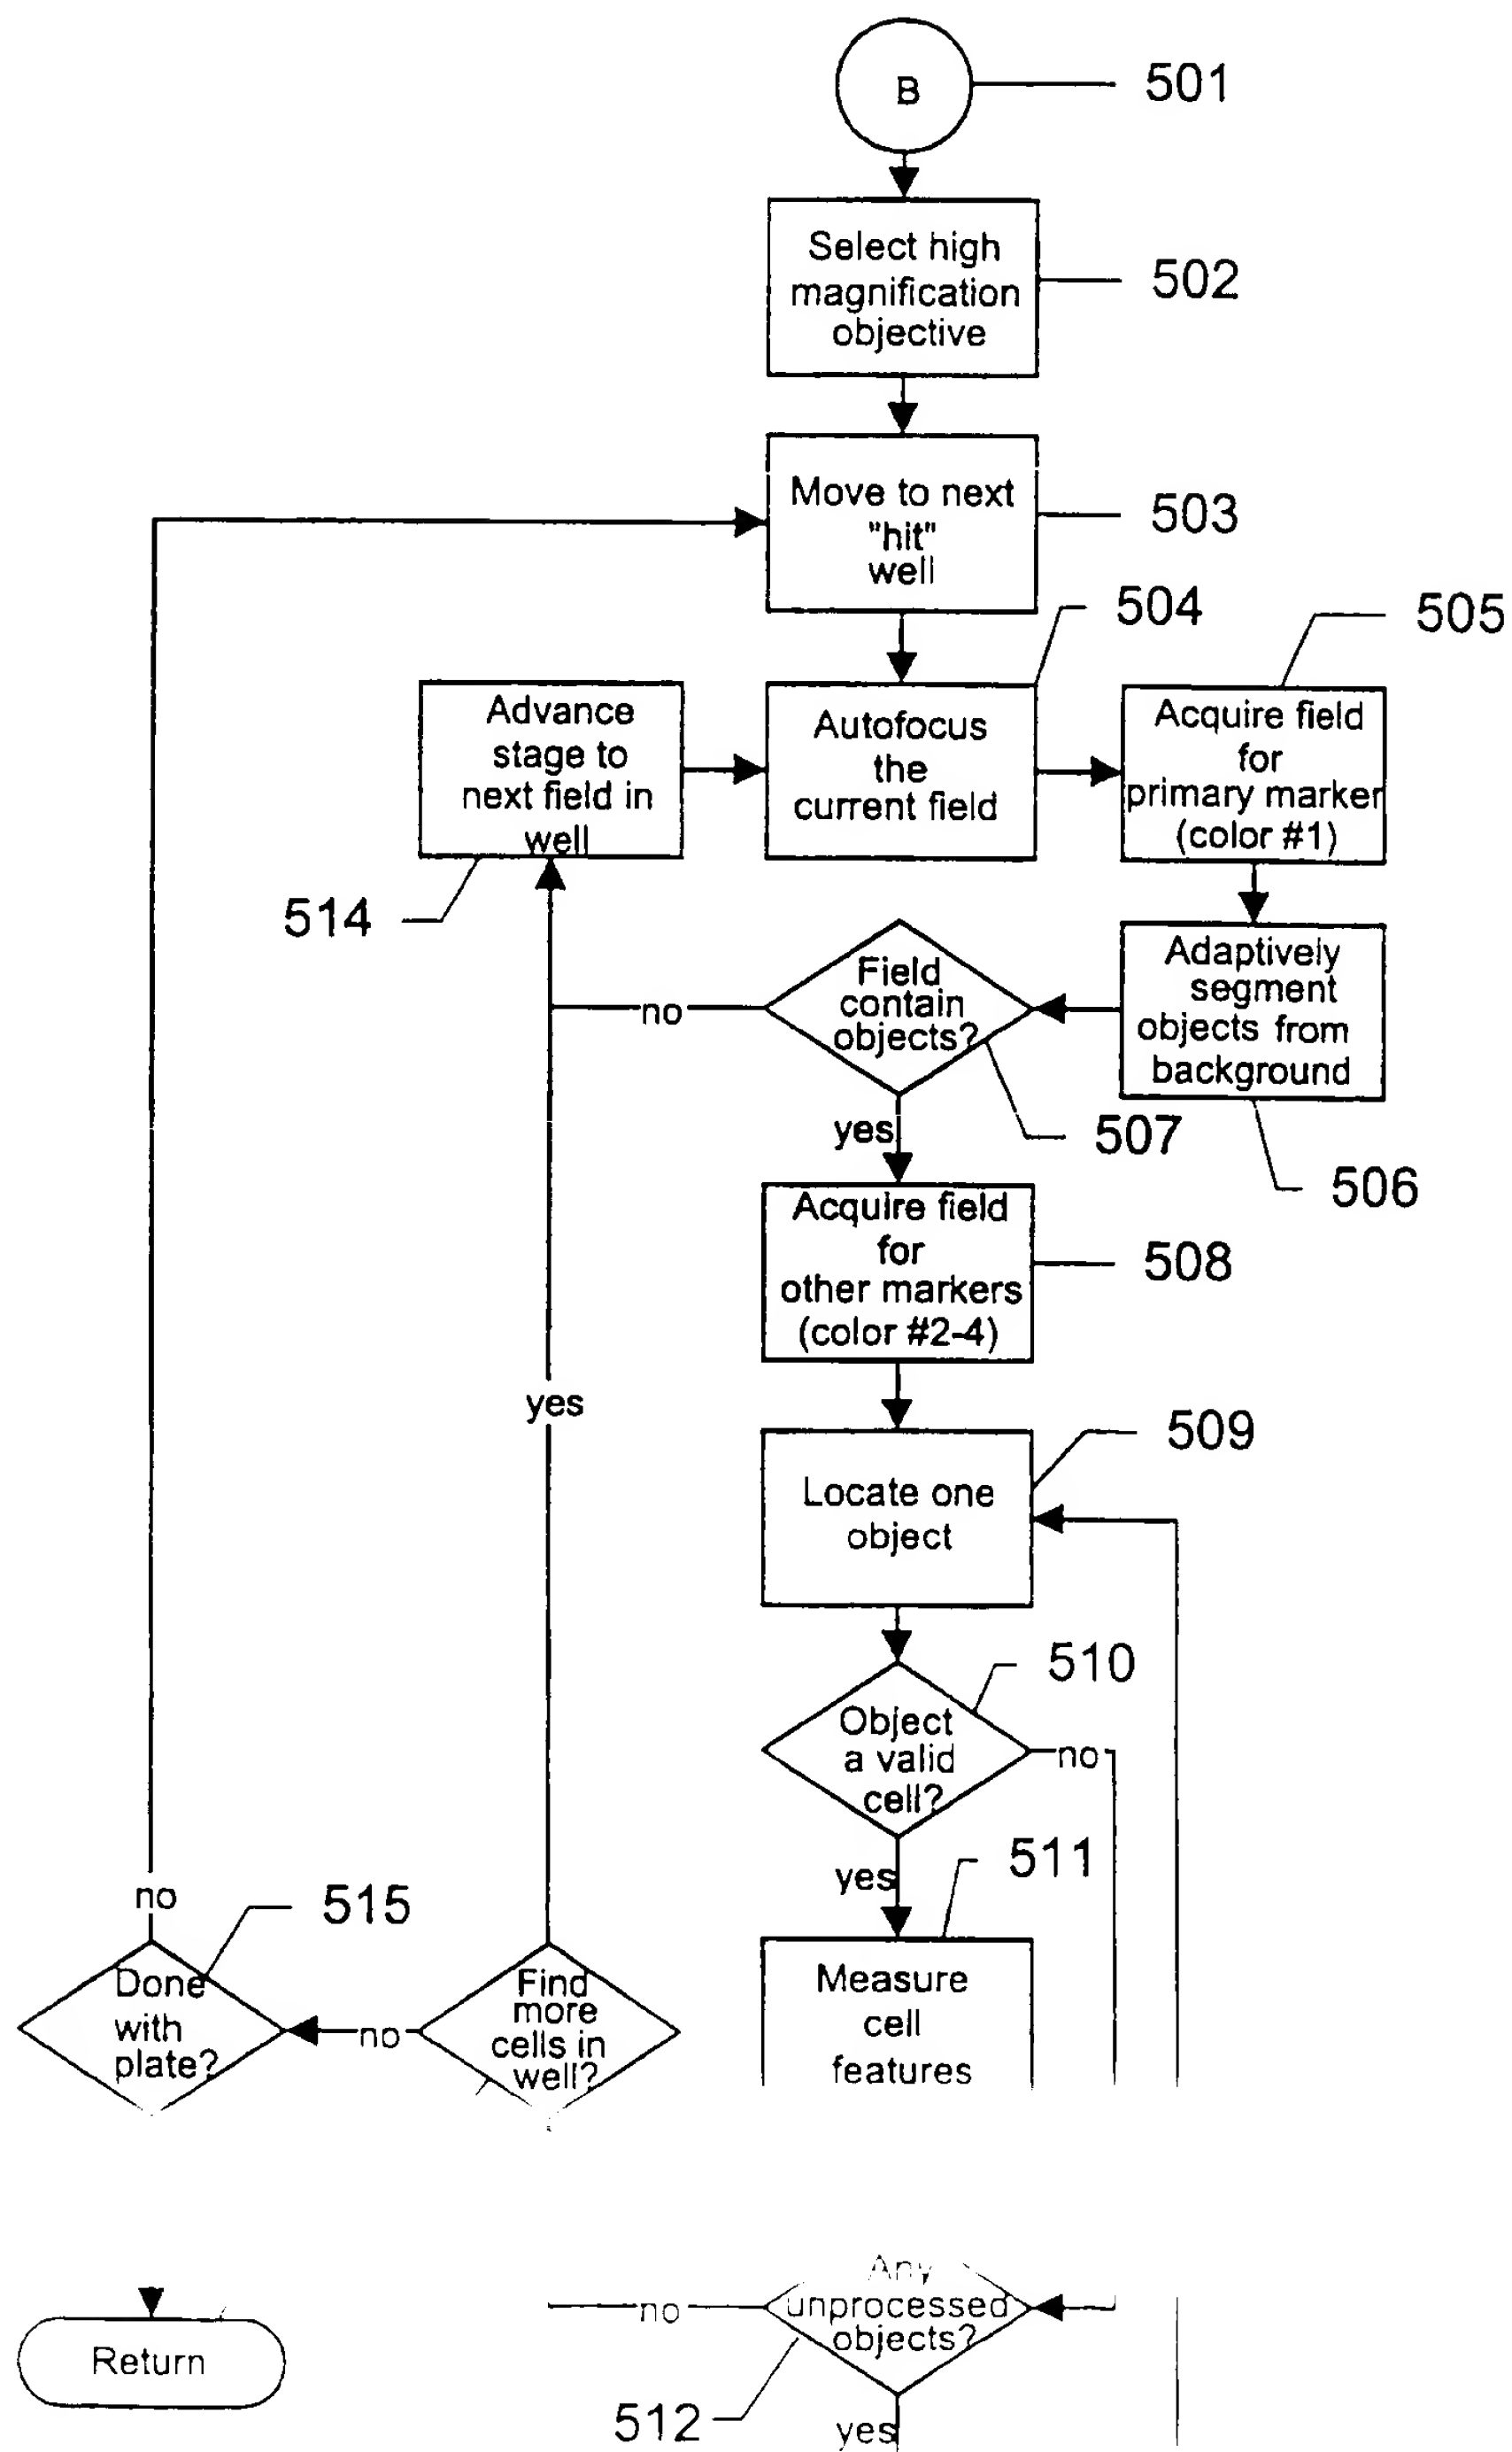 B
501
Select high
magnification
objective
502
Move to next
"hit"
well
503
504
505
Advance
stage to
next field in
well
Autofocus
the
current field
Acquire field
for
primary marker
(color #1)
514
Field
contain
objects?
no
Adaptively
segment
objects from
background
yes
507
506
Acquire field
for
other markers
(color #2-4)
508
yes
509
Locate one
object
510
Object
a valid
cell?
no
yes
511
no
515
Done
with
plate?
no
Find
more
cells in
well?
Measure
cell
features
Any
unprocessed
objects?
no
Return
512
yes